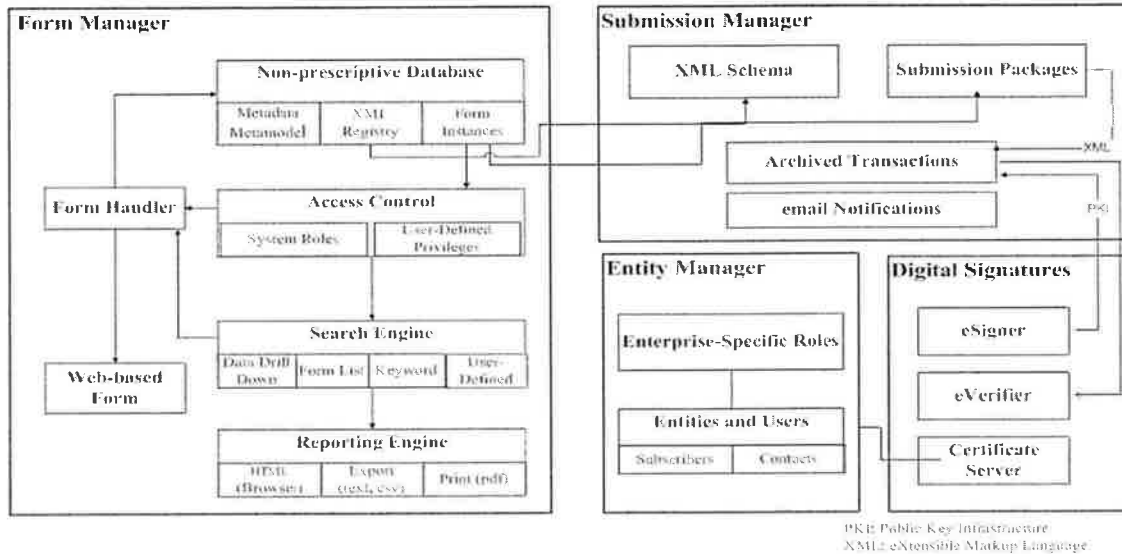 Form Manager
Non-prescriptive Database
Metadata
Metamodel
XML
Registry
Form
Instances
Form Handler
Access Control
System Roles
User-Defined
Privileges
Search Engine
Data Drill
Down
Form List
Keyword
User-
Defined
Web-based
Form
Reporting Engine
HTML
(Browser)
Export
(text, csv)
Print (pdf)
Submission Manager
XML Schema
Submission Packages
XML
Archived Transactions
PKI
email Notifications
Entity Manager
Enterprise-Specific Roles
Entities and Users
Subscribers
Contacts
Digital Signatures
eSigner
eVerifier
Certificate
Server
PKI: Public Key Infrastructure
XML: eXtensible Markup Language